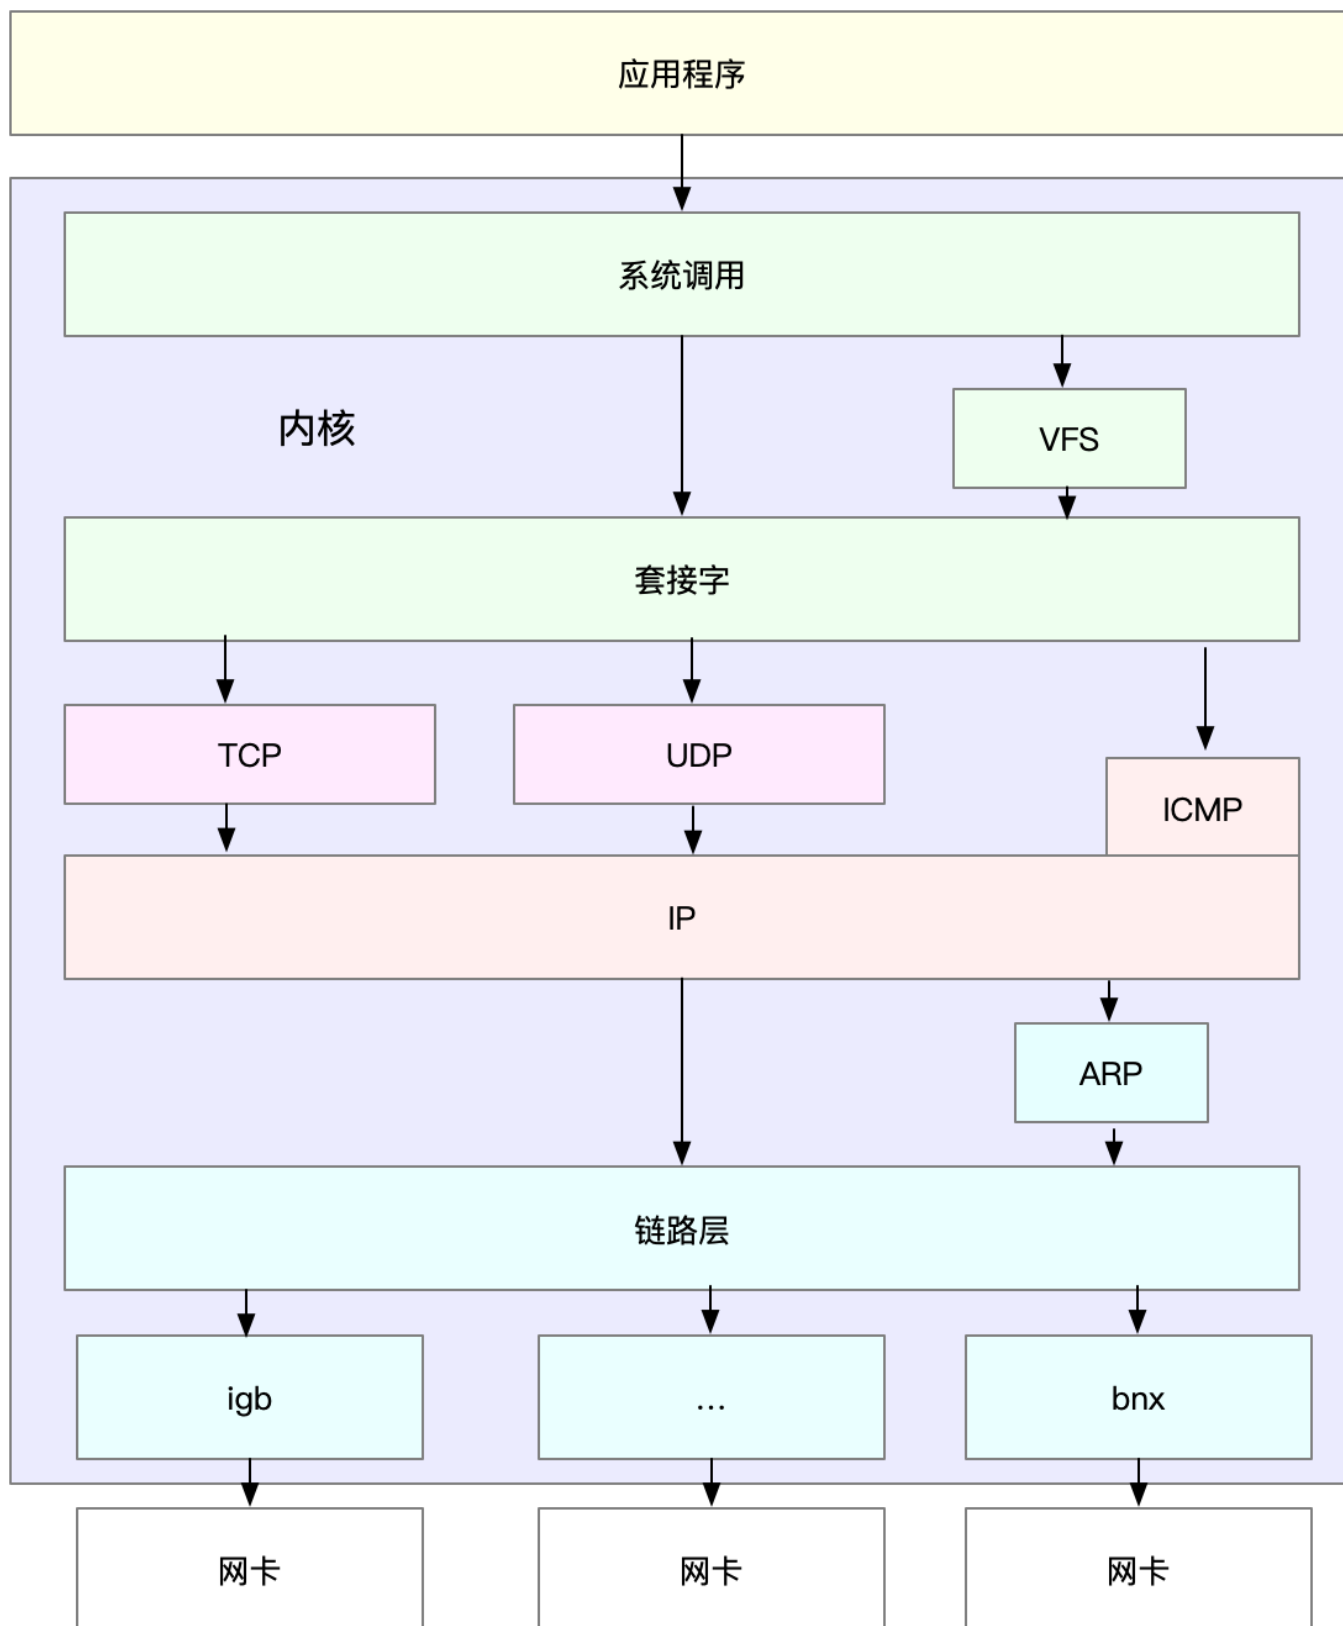 应用程序
系统调用
内核
VFS
套接字
TCP
UDP
ICMP
IP
ARP
链路层
igb
...
bnx
网卡
网卡
网卡